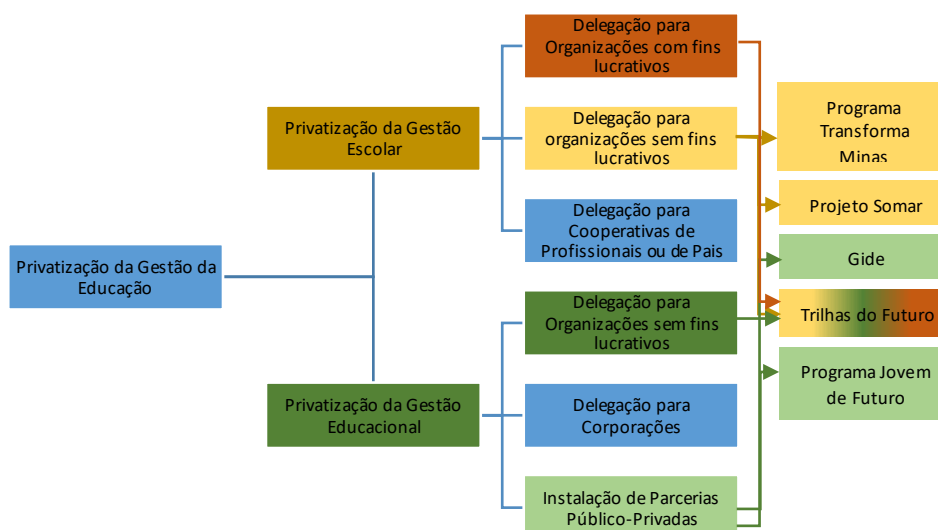 Privatização da Gestão da
Educação
Privatização da Gestão
Escolar
Privatização da Gestão
Educacional
Delegação para
Organizações com fins
lucrativos
Delegação para
organizações sem fins
lucrativos
Delegação para
Cooperativas de
Profissionais ou de Pais
Delegação para
Organizações sem fins
lucrativos
Delegação para
Corporações
Instalação de Parcerias
Público-Privadas
Programa
Transforma
Minas
Projeto Somar
Gide
Trilhas do Futuro
Programa Jovem
de Futuro